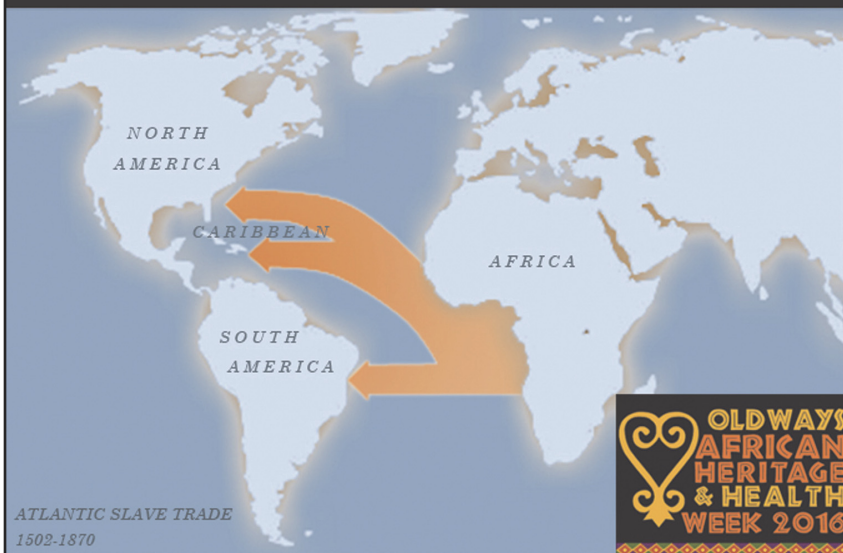 NORTH
AMERICA
CARIBBEAN
AFRICA
SOUTH
AMERICA
ATLANTIC SLAVE TRADE
1502-1870
OLDWAYS
AFRICAN
HERITAGE
& HEALTH
WEEK 2016